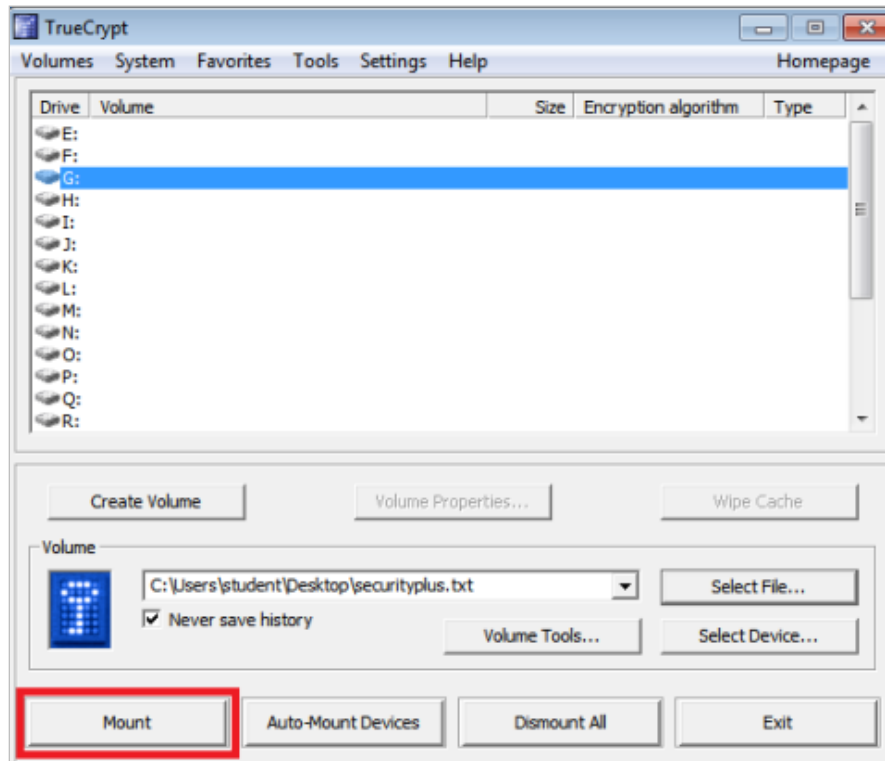 TrueCrypt
Volumes System Favorites Tools Settings Help Homepage
Drive Volume Size Encryption algorithm Type
E:
F:
G:
H:
I:
J:
K:
L:
M:
N:
O:
P:
Q:
R:
Create Volume Volume Properties... Wipe Cache
Volume
C:\Users\student\Desktop\securityplus.txt Select File...
Never save history
Volume Tools... Select Device...
Mount Auto-Mount Devices Dismount All Exit